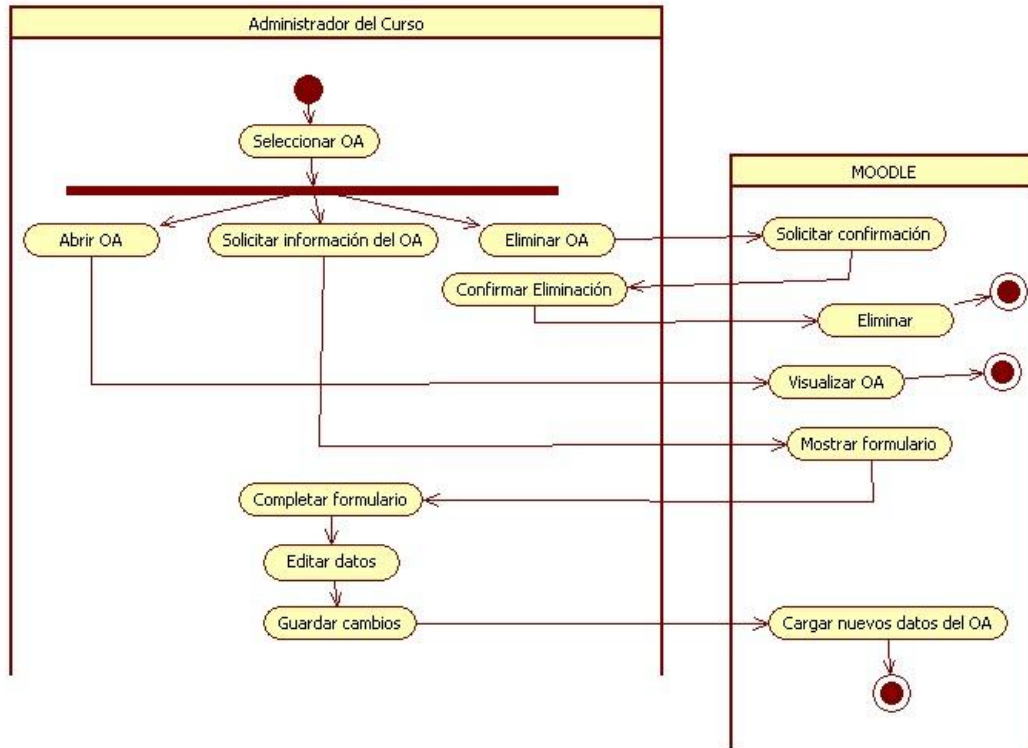 Administrador del Curso
Seleccionar OA
MOODLE
Abrir OA
Solicitar información del OA
Eliminar OA
Solicitar confirmación
Confirmar Eliminación
Eliminar
Visualizar OA
Mostrar formulario
Completar formulario
Editar datos
Guardar cambios
Cargar nuevos datos del OA